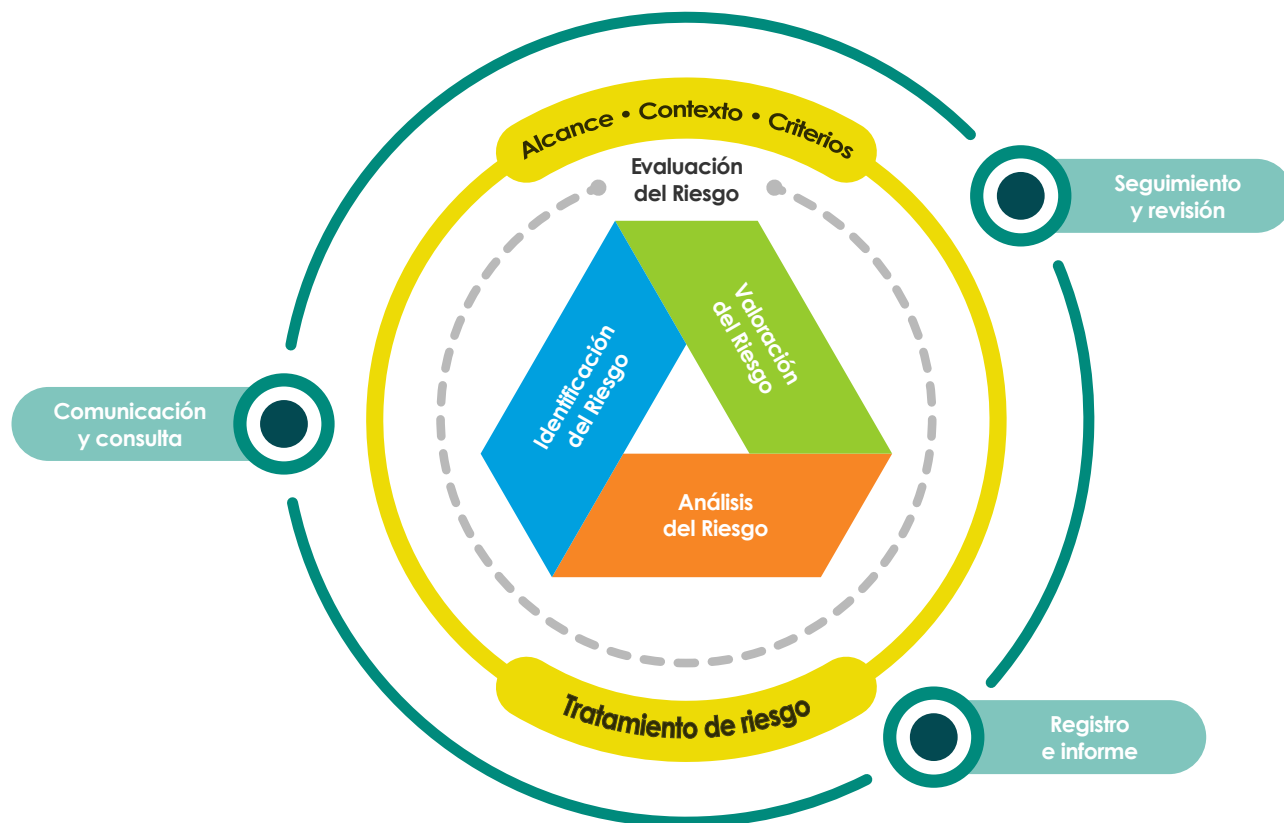 Alcance • Contexto • Criterios
Evaluación
del Riesgo
Seguimiento
y revisión
Valoración
del Riesgo
Identificación
del Riesgo
Comunicación
y consulta
Análisis
del Riesgo
Tratamiento de riesgo
Registro
e informe